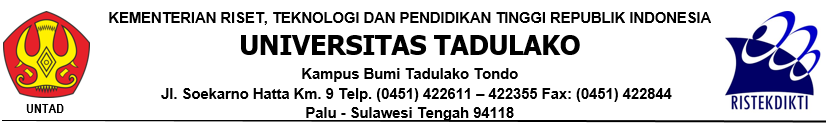 KEMENTERIAN RISET, TEKNOLOGI DAN PENDIDIKAN TINGGI REPUBLIK INDONESIA
UNIVERSITAS TADULAKO
Kampus Bumi Tadulako Tondo
Jl. Soekarno Hatta Km. 9 Telp. (0451) 422611 – 422355 Fax: (0451) 422844
Palu - Sulawesi Tengah 94118
UNTAD
RISTEKDIKTI